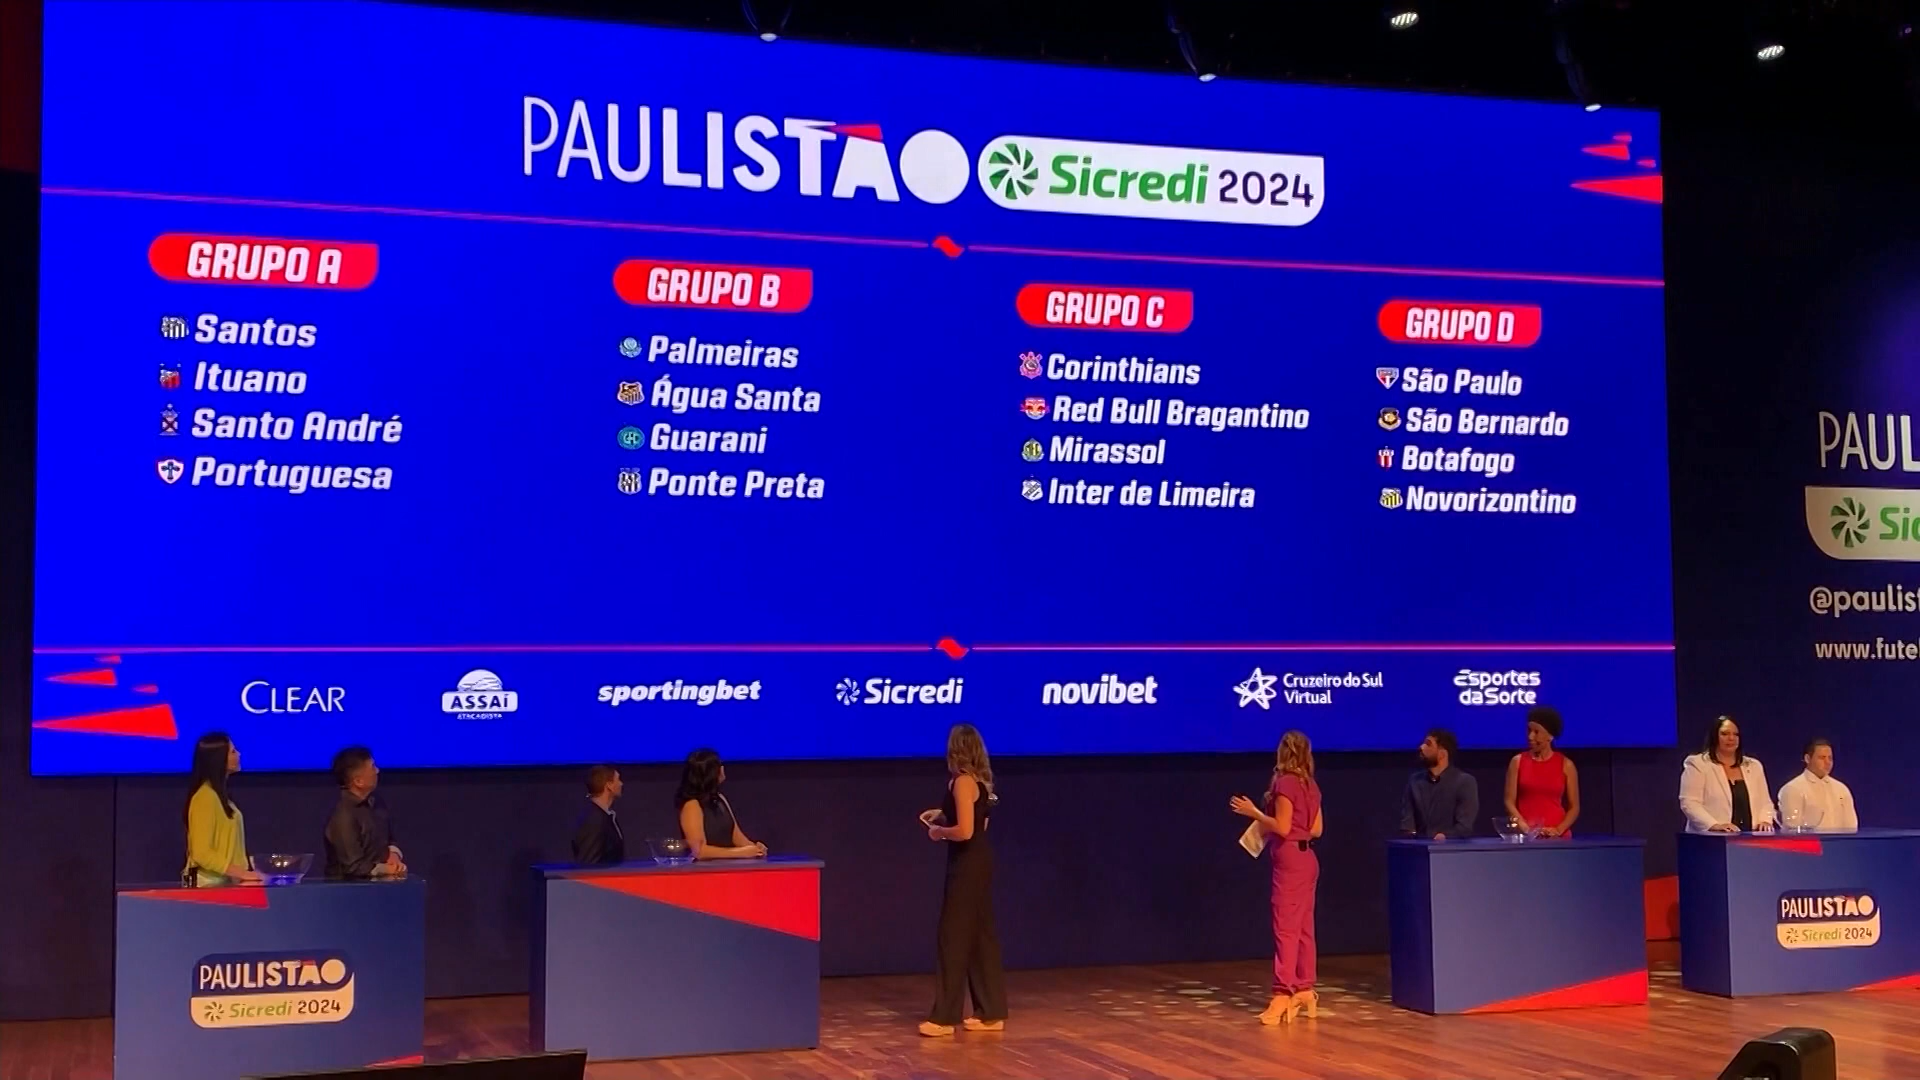 PAULISTÃO Sicredi 2024
GRUPO A
Santos
Ituano
Santo André
Portuguesa
GRUPO B
Palmeiras
Água Santa
Guarani
Ponte Preta
GRUPO C
Corinthians
Red Bull Bragantino
Mirassol
Inter de Limeira
GRUPO D
São Paulo
São Bernardo
Botafogo
Novorizontino
CLEAR
ASSAÍ
ATACADISTA
sportingbet
Sicredi
novibet
Cruzeiro do Sul
Virtual
Esportes
da Sorte
PAUL
Sic
@paulist
www.fute
PAULISTÃO
Sicredi 2024
PAULISTÃO
Sicredi 2024